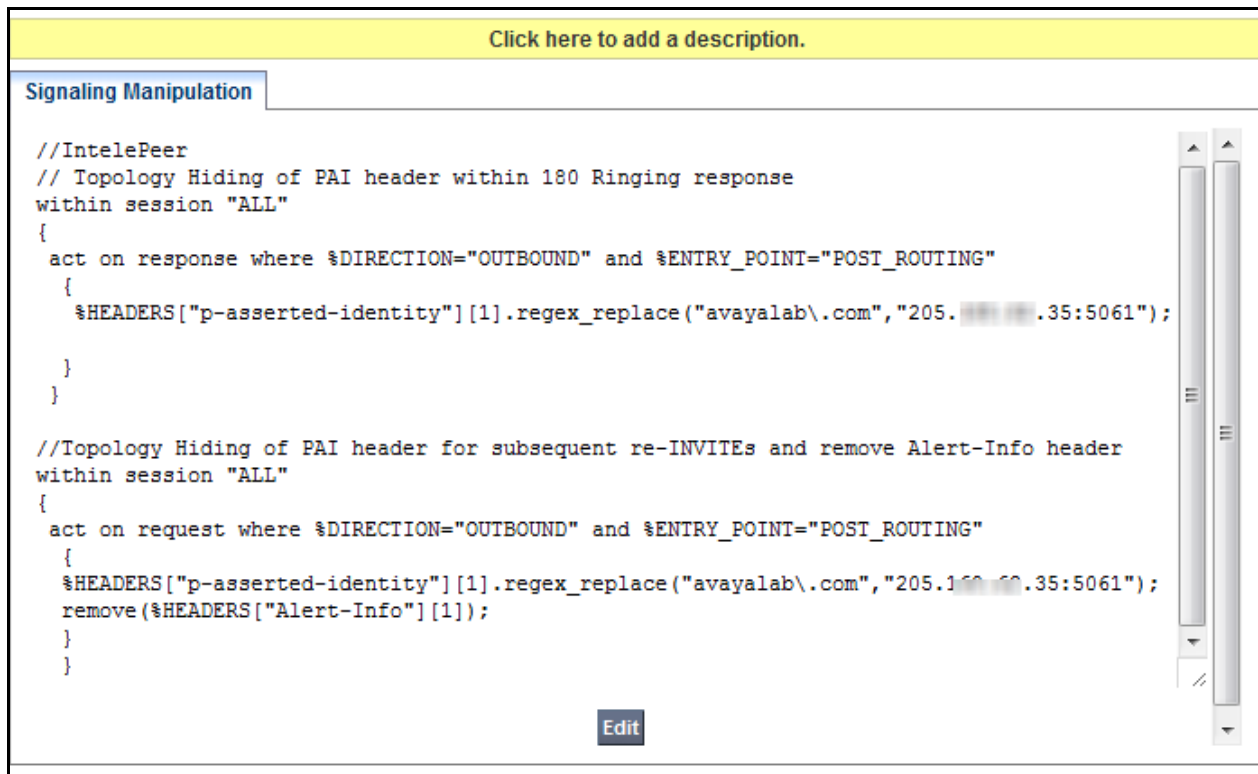 Click here to add a description.
Signaling Manipulation
//IntelePeer
// Topology Hiding of PAI header within 180 Ringing response
within session "ALL"
{
act on response where %DIRECTION="OUTBOUND" and %ENTRY_POINT="POST_ROUTING"
{
%HEADERS["p-asserted-identity"][1].regex_replace("avayalab\.com","205. .35:5061");
}
}
//Topology Hiding of PAI header for subsequent re-INVITEs and remove Alert-Info header
within session "ALL"
{
act on request where %DIRECTION="OUTBOUND" and %ENTRY_POINT="POST_ROUTING"
{
%HEADERS["p-asserted-identity"][1].regex_replace("avayalab\.com","205. .35:5061");
remove(%HEADERS["Alert-Info"][1]);
}
}
Edit